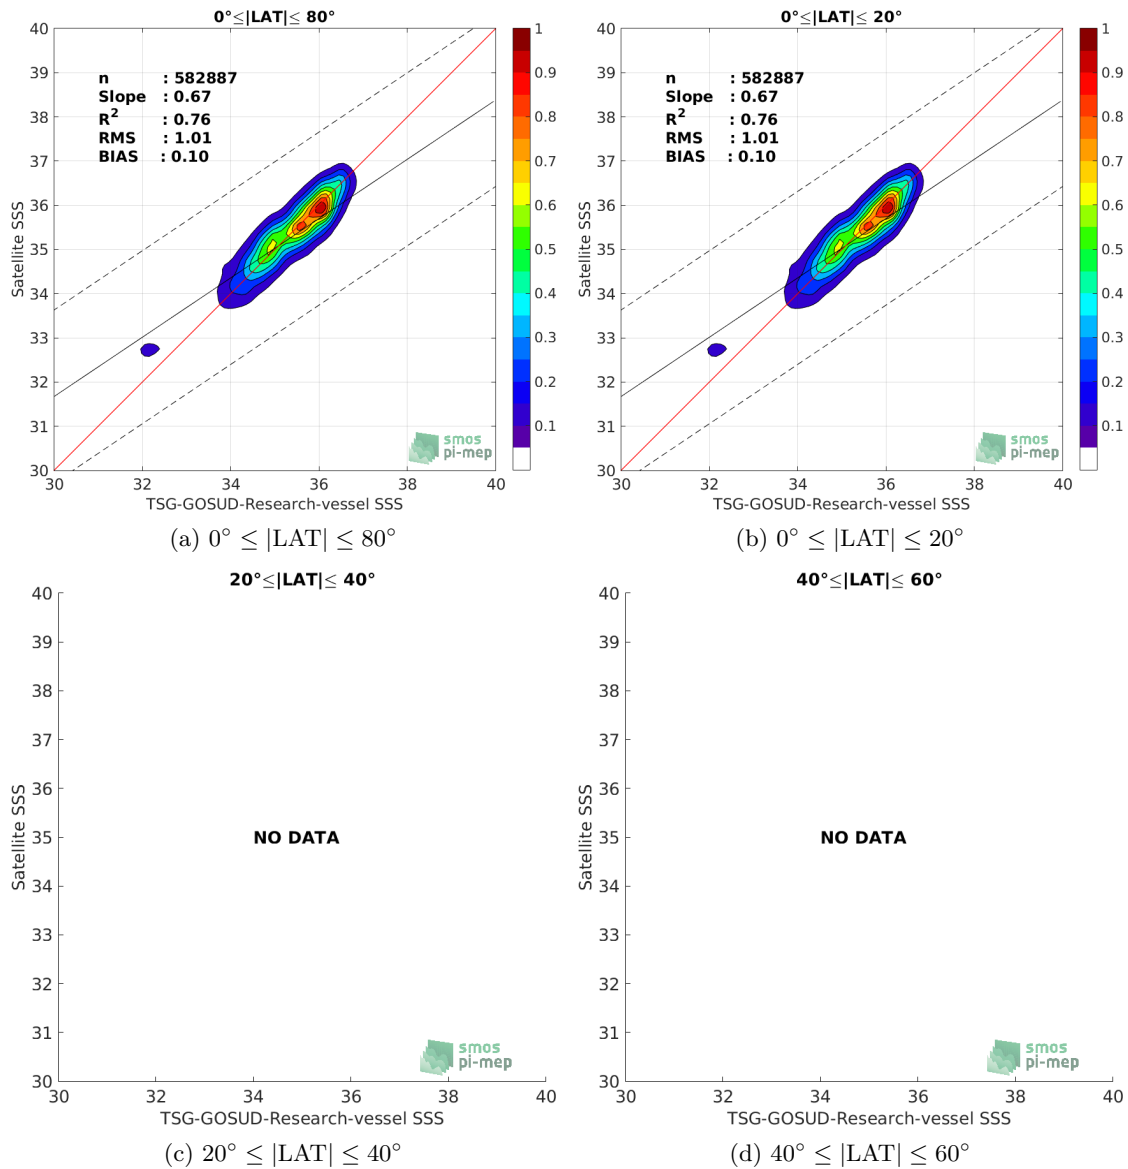 0°≤|LAT|≤ 80°
40
39
38
37
36
35
34
33
32
31
30
Satellite SSS
n : 582887
Slope : 0.67
R2 : 0.76
RMS : 1.01
BIAS : 0.10
smos
pi-mep
30 32 34 36 38 40
TSG-GOSUD-Research-vessel SSS
1
0.9
0.8
0.7
0.6
0.5
0.4
0.3
0.2
0.1
(a) 0° ≤ |LAT| ≤ 80°
0°≤|LAT|≤ 20°
40
39
38
37
36
35
34
33
32
31
30
Satellite SSS
n : 582887
Slope : 0.67
R2 : 0.76
RMS : 1.01
BIAS : 0.10
smos
pi-mep
30 32 34 36 38 40
TSG-GOSUD-Research-vessel SSS
1
0.9
0.8
0.7
0.6
0.5
0.4
0.3
0.2
0.1
(b) 0° ≤ |LAT| ≤ 20°
20°≤|LAT|≤ 40°
40
39
38
37
36
35
34
33
32
31
30
Satellite SSS
NO DATA
smos
pi-mep
30 32 34 36 38 40
TSG-GOSUD-Research-vessel SSS
(c) 20° ≤ |LAT| ≤ 40°
40°≤|LAT|≤ 60°
40
39
38
37
36
35
34
33
32
31
30
Satellite SSS
NO DATA
smos
pi-mep
30 32 34 36 38 40
TSG-GOSUD-Research-vessel SSS
(d) 40° ≤ |LAT| ≤ 60°